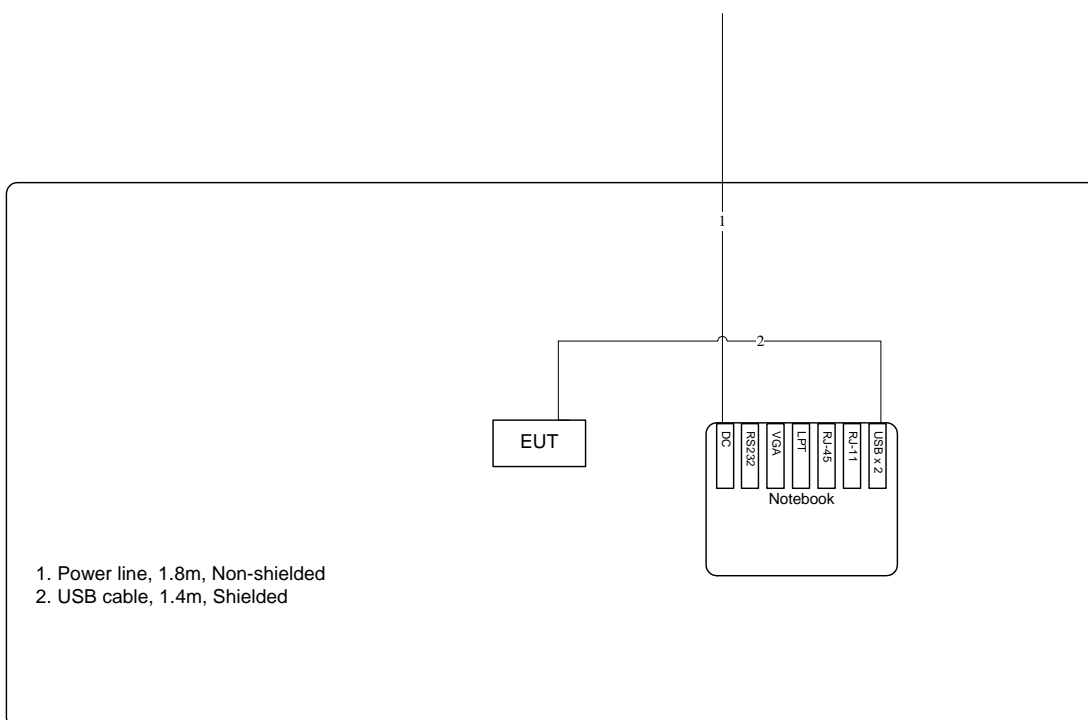 1
2
EUT
DC
RS232
VGA
LPT
RJ-45
RJ-11
USB x 2
Notebook
1. Power line, 1.8m, Non-shielded
2. USB cable, 1.4m, Shielded